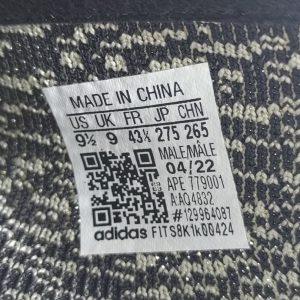 MADE IN CHINA
US UK FR JP CHN
9½ 9 43⅓ 275 265
MALE/MÂLE
04/22
APE 779001
A:AQ4832
#129964087
adidas FITS8K1k00424